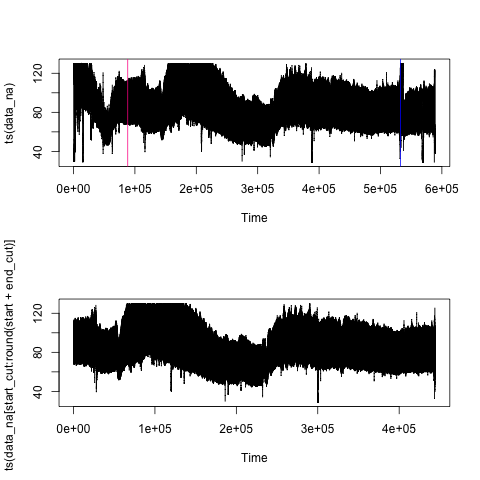 ts(data_na)
120
80
40
0e+00 1e+05 2e+05 3e+05 4e+05 5e+05 6e+05
Time
ts(data_na[start_cut:round(start + end_cut)]
120
80
40
0e+00 1e+05 2e+05 3e+05 4e+05
Time